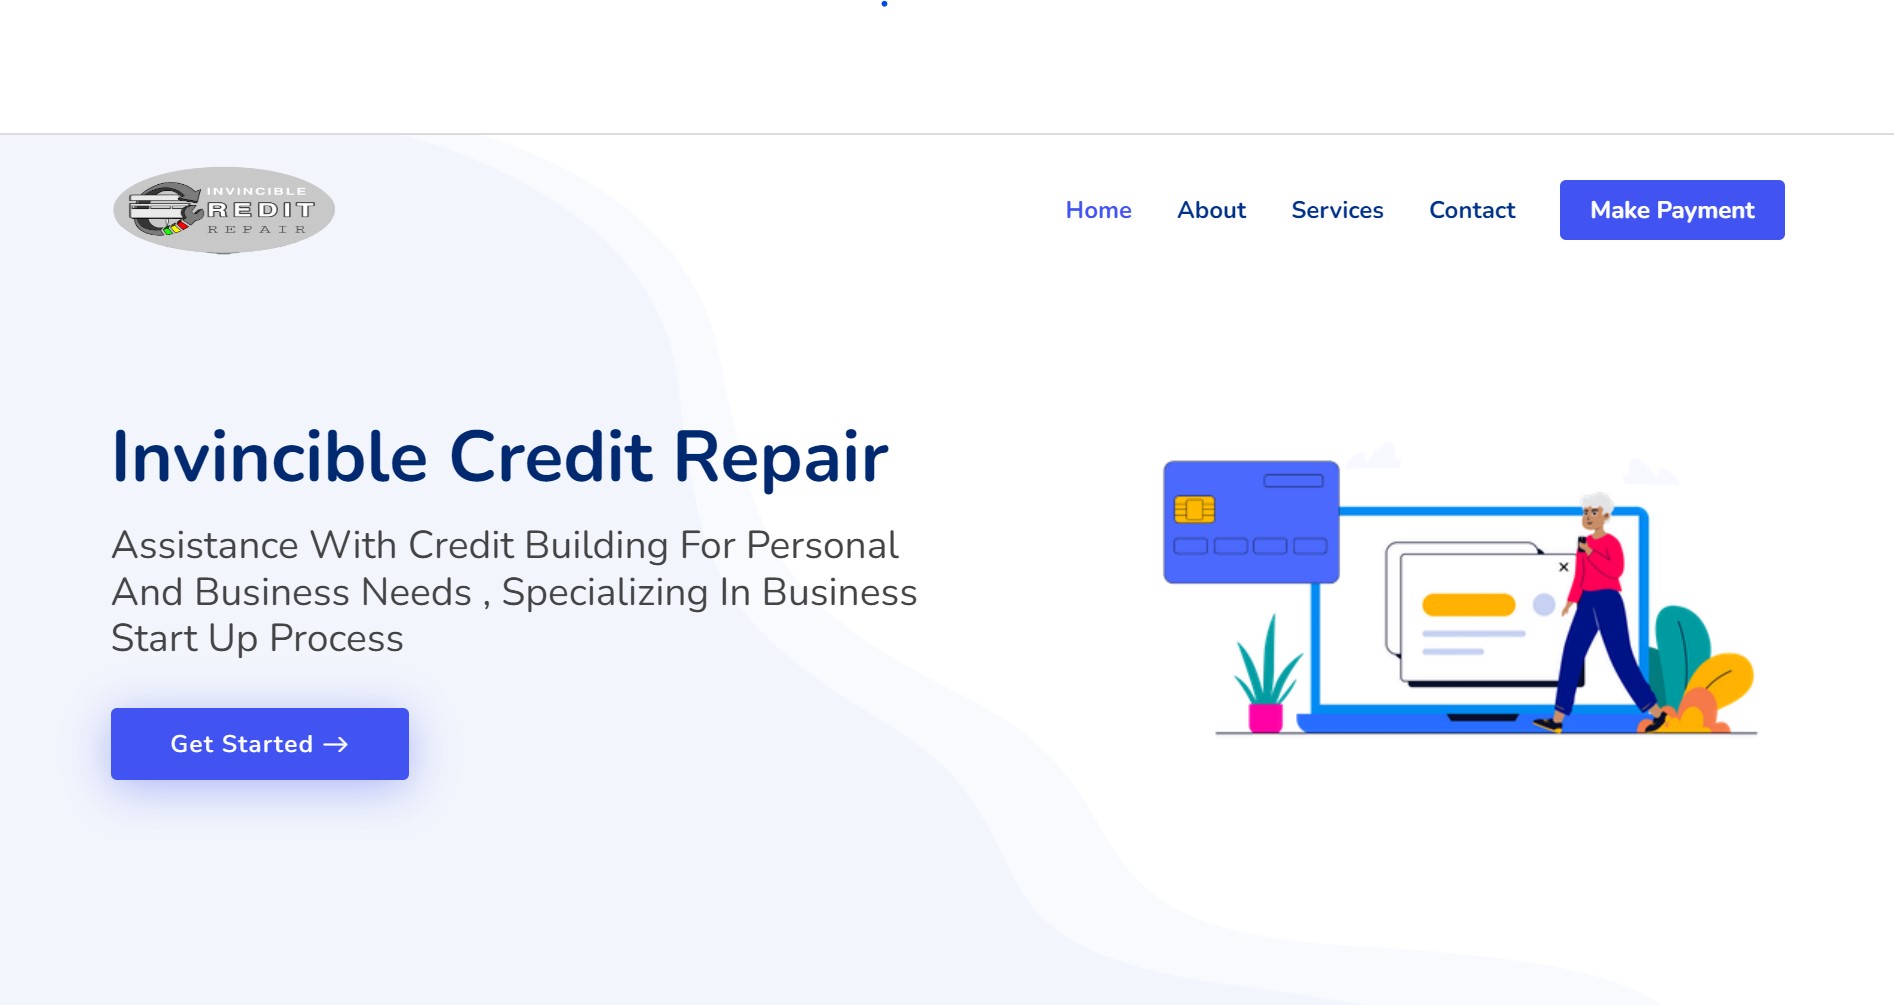 INVINCIBLE
REDIT
REPAIR
Home About Services Contact Make Payment
Invincible Credit Repair
Assistance With Credit Building For Personal
And Business Needs , Specializing In Business
Start Up Process
Get Started →